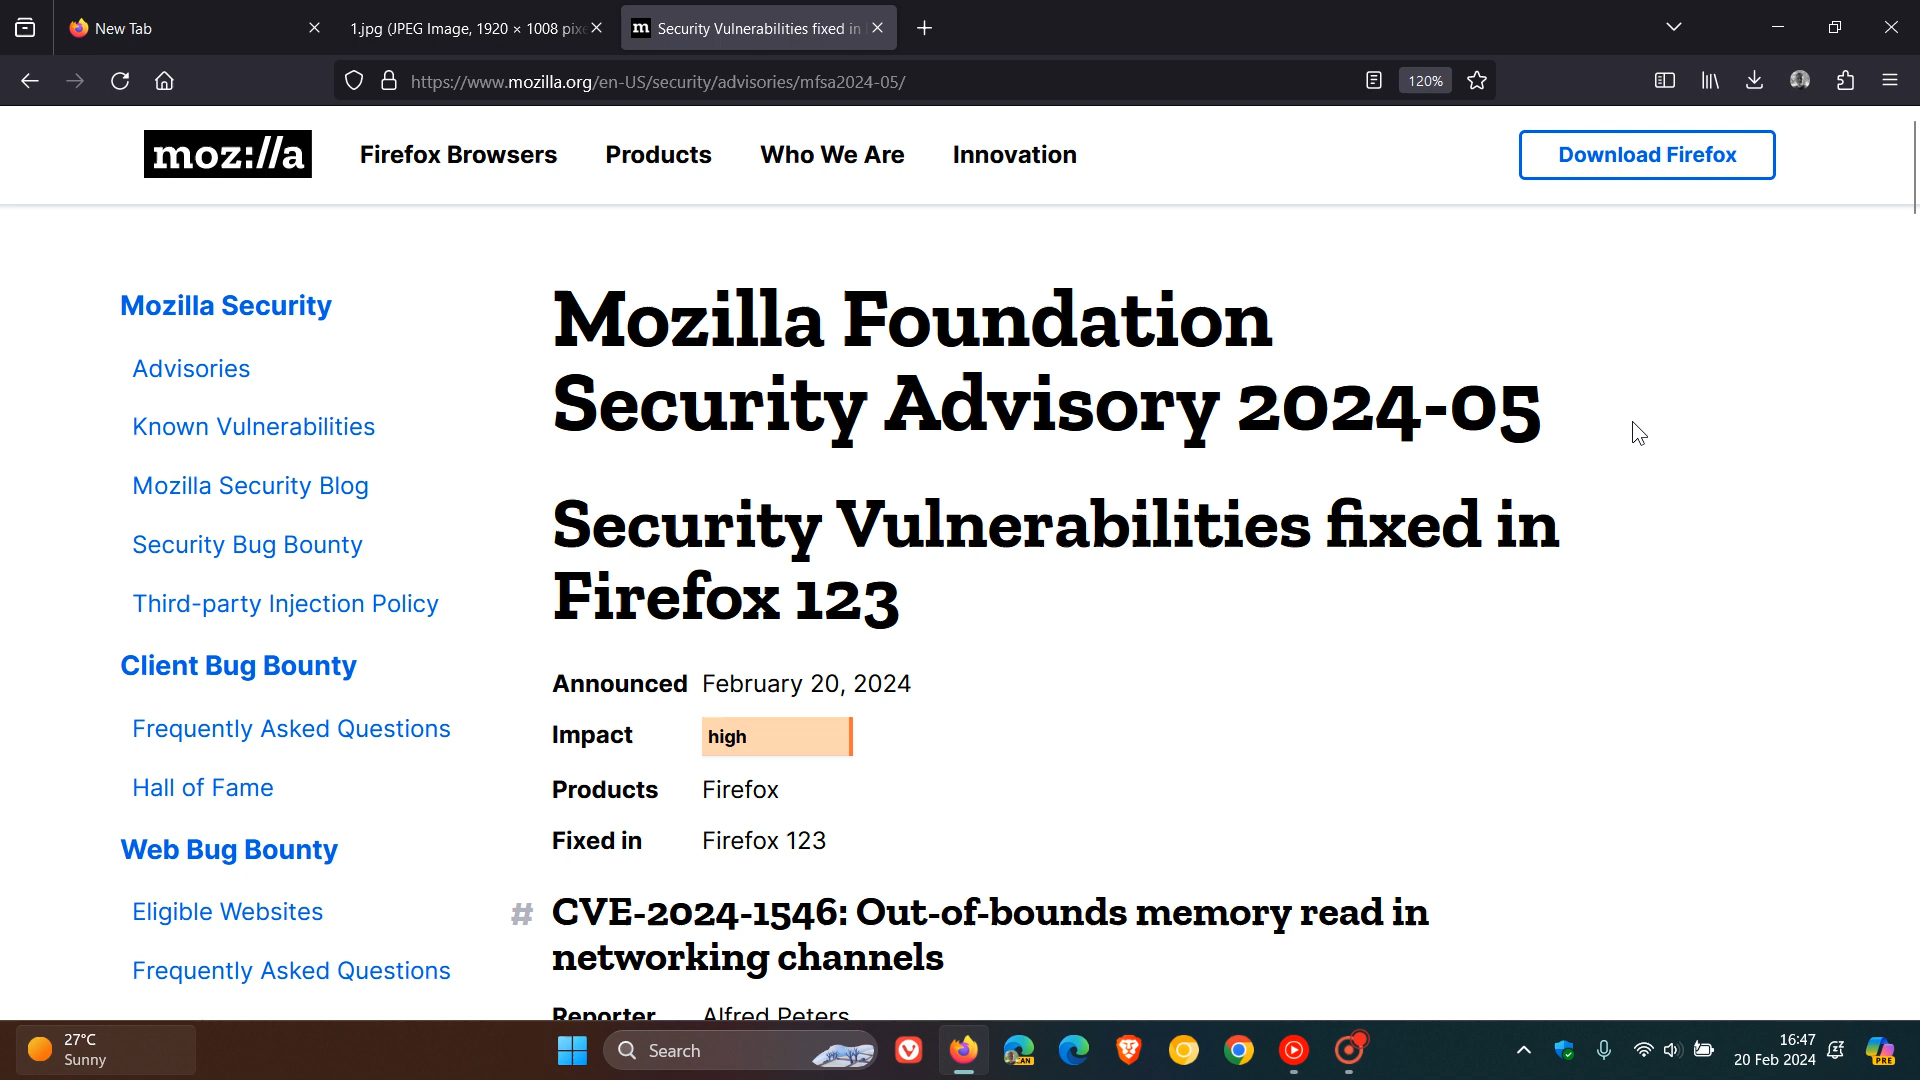 New Tab
1.jpg (JPEG Image, 1920 × 1008 pix
Security Vulnerabilities fixed in
https://www.mozilla.org/en-US/security/advisories/mfsa2024-05/
120%
moz://a
Firefox Browsers
Products
Who We Are
Innovation
Download Firefox
Mozilla Security
Advisories
Known Vulnerabilities
Mozilla Security Blog
Security Bug Bounty
Third-party Injection Policy
Client Bug Bounty
Frequently Asked Questions
Hall of Fame
Web Bug Bounty
Eligible Websites
Frequently Asked Questions
Mozilla Foundation
Security Advisory 2024-05
Security Vulnerabilities fixed in
Firefox 123
Announced February 20, 2024
Impact high
Products Firefox
Fixed in Firefox 123
# CVE-2024-1546: Out-of-bounds memory read in
networking channels
Reporter Alfred Peters
27°C
Sunny
Search
CAN
16:47
20 Feb 2024
PRE